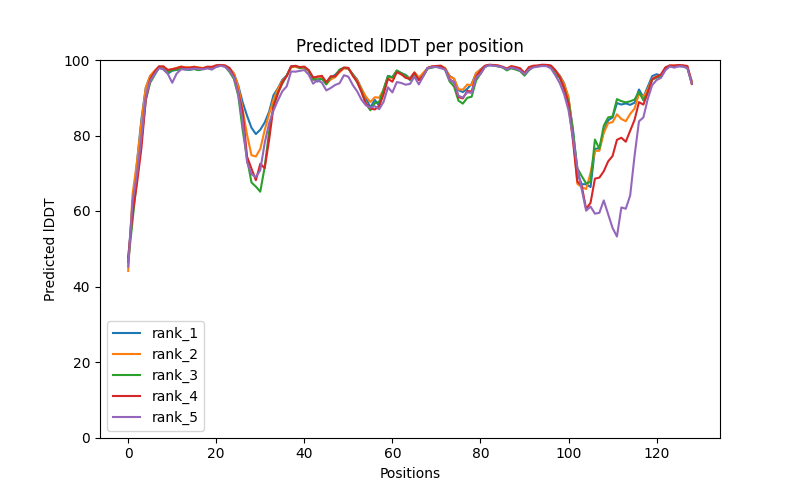 Predicted lDDT per position
Predicted lDDT
100
80
60
40
20
0
rank_1
rank_2
rank_3
rank_4
rank_5
0 20 40 60 80 100 120
Positions